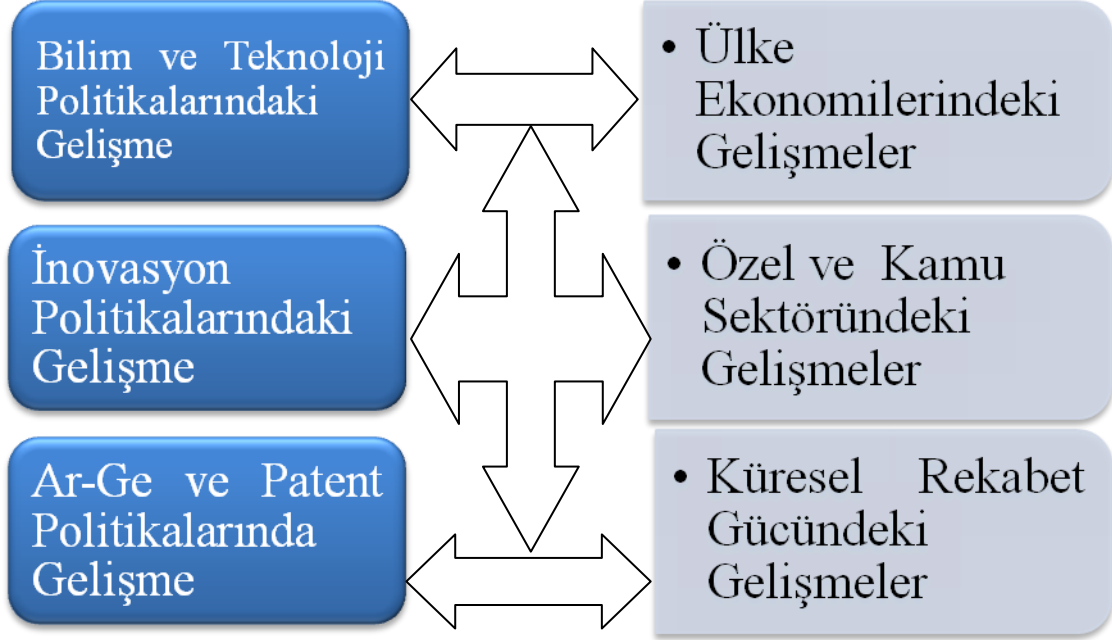 Bilim ve Teknoloji
Politikalarındaki
Gelişme
• Ülke
Ekonomilerindeki
Gelişmeler
İnovasyon
Politikalarındaki
Gelişme
• Özel ve Kamu
Sektöründeki
Gelişmeler
Ar-Ge ve Patent
Politikalarında
Gelişme
• Küresel Rekabet
Gücündeki
Gelişmeler